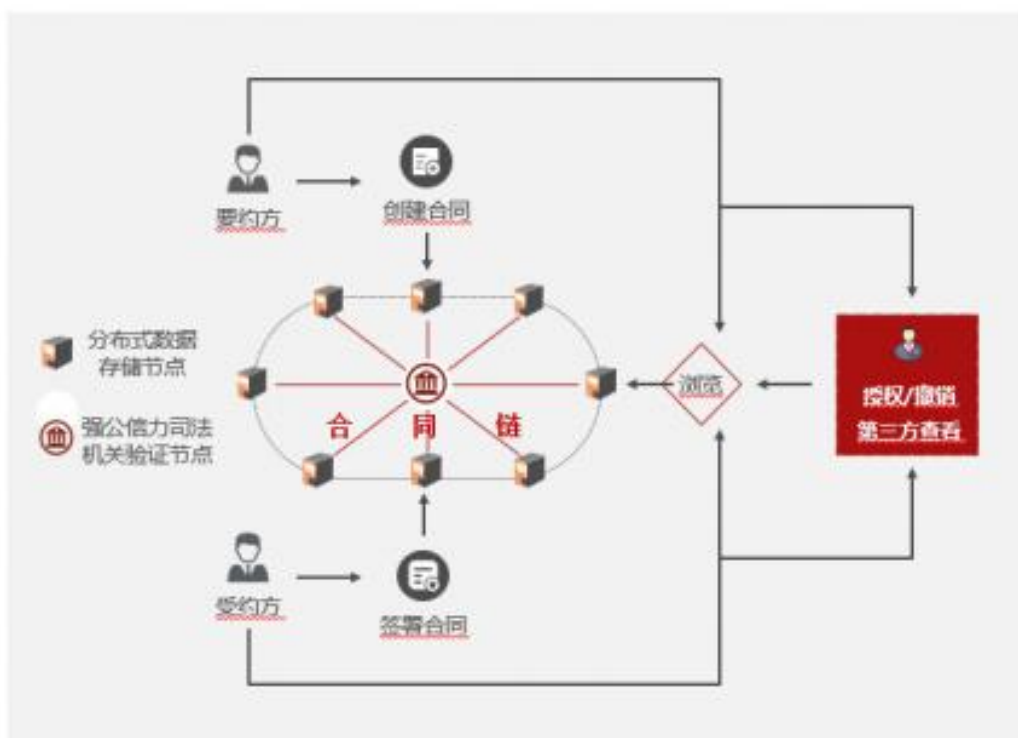 要约方
创建合同
分布式数据
存储节点
强公信力司法
机关验证节点
合 同 链
浏览
授权/撤销
第三方查看
受约方
签署合同